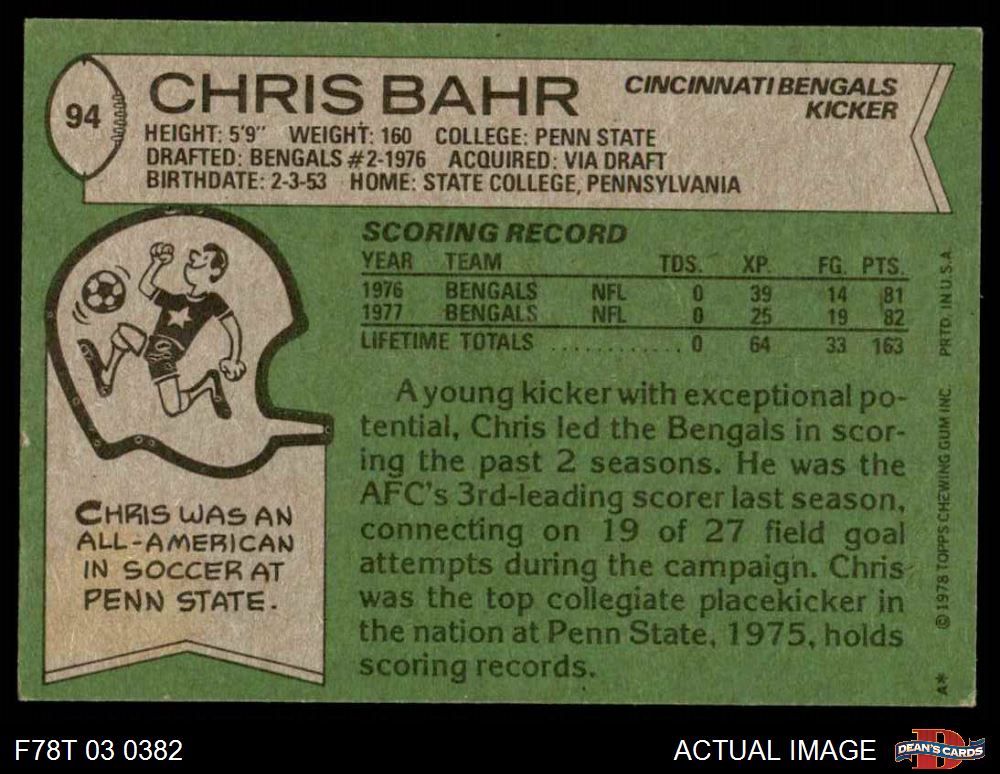 94
CHRIS BAHR
CINCINNATI BENGALS
KICKER
HEIGHT: 5'9" WEIGHT: 160 COLLEGE: PENN STATE
DRAFTED: BENGALS #2-1976 ACQUIRED: VIA DRAFT
BIRTHDATE: 2-3-53 HOME: STATE COLLEGE, PENNSYLVANIA
SCORING RECORD
YEAR TEAM TDS. XP. FG. PTS.
1976 BENGALS NFL 0 39 14 81
1977 BENGALS NFL 0 25 19 82
LIFETIME TOTALS ............ 0 64 33 163
A young kicker with exceptional po-
tential, Chris led the Bengals in scor-
ing the past 2 seasons. He was the
AFC's 3rd-leading scorer last season,
connecting on 19 of 27 field goal
attempts during the campaign. Chris
was the top collegiate placekicker in
the nation at Penn State, 1975, holds
scoring records.
CHRIS WAS AN
ALL-AMERICAN
IN SOCCER AT
PENN STATE.
A* © 1978 TOPPS CHEWING GUM INC. PRTD. IN U.S.A.
F78T 03 0382
ACTUAL IMAGE
D
DEAN'S CARDS